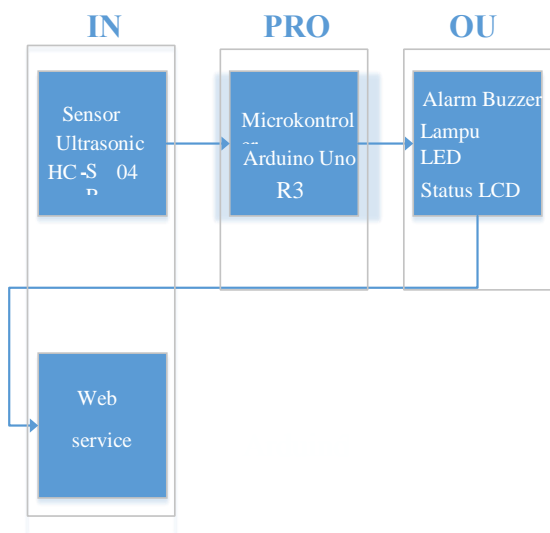 IN
PRO
OU
Sensor
Ultrasonic
HC-S 04
Microkontrol
Arduino Uno
R3
Alarm Buzzer
Lampu
LED
Status LCD
Web
service